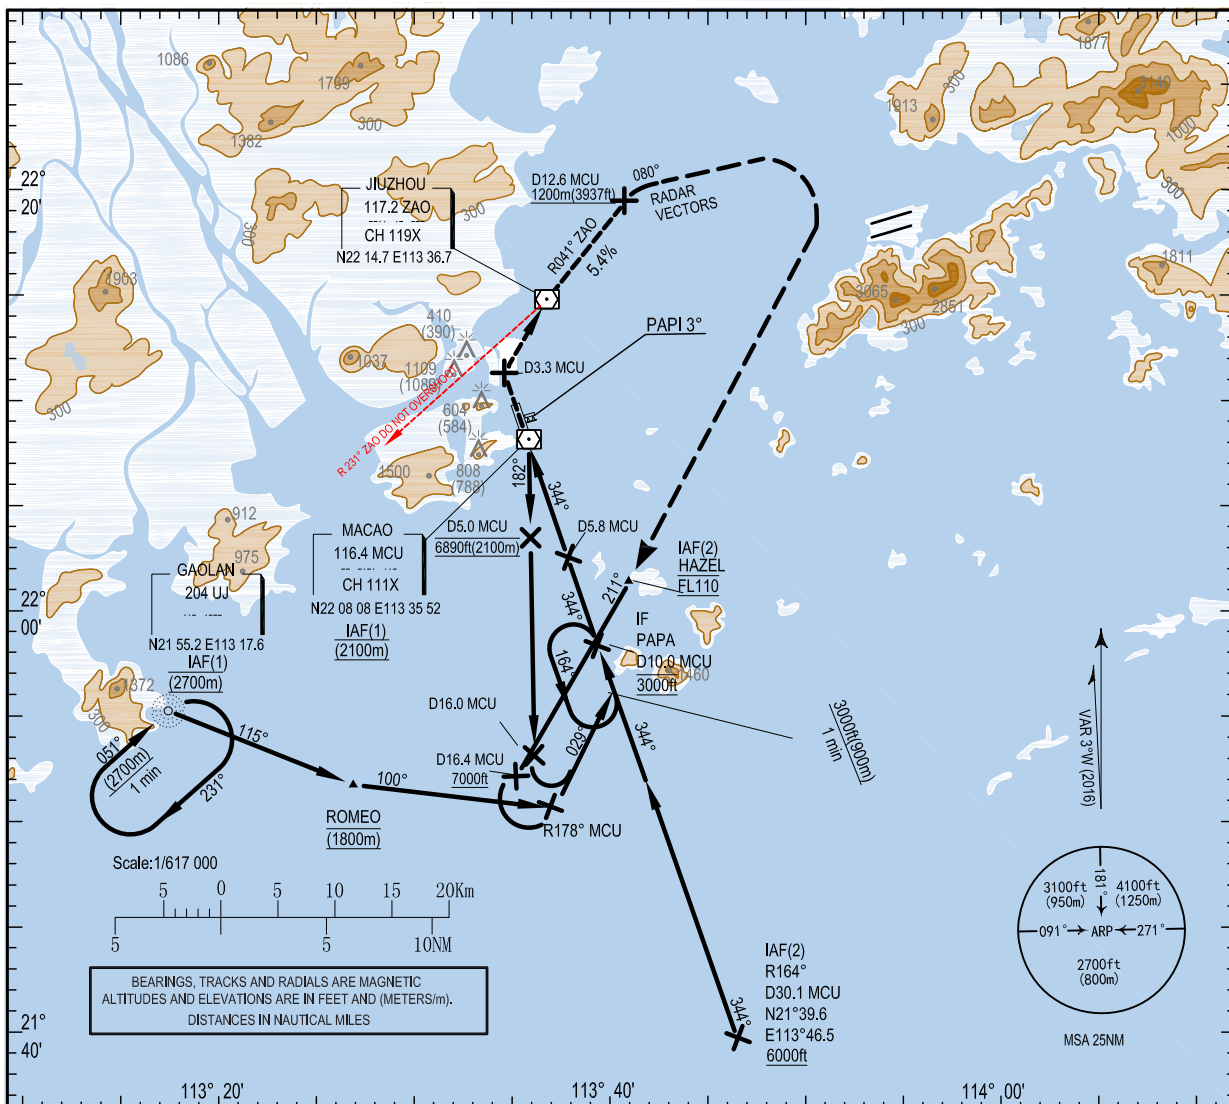 1086
1769
1382
300
1877
300
2140
1913
1000
300
22°
20'
JIUZHOU
117.2 ZAO
CH 119X
N22 14.7 E113 36.7
300
300
D12.6 MCU
1200m(3937ft)
080°
RADAR
VECTORS
R041° ZAO
5.4%
1903
300
1811
3065
2851
300
410
(390)
1037
1109
PAPI 3°
D3.3 MCU
604
(584)
R 231° ZAO DO NOT OVERSHOOT
1500
808
(788)
182°
344°
912
975
MACAO
116.4 MCU
CH 111X
N22 08 08 E113 35 52
IAF(1)
(2100m)
D5.0 MCU
6890ft(2100m)
D5.8 MCU
IAF(2)
HAZEL
FL110
211°
GAOLAN
204 UJ
N21 55.2 E113 17.6
IAF(1)
(2700m)
22°
00'
344°
IF
PAPA
D10.0 MCU
3000ft
1460
164°
1372
300
051°
(2700m)
1 min
231°
115°
100°
ROMEO
(1800m)
D16.0 MCU
D16.4 MCU
7000ft
029°
R178° MCU
344°
3000ft(900m)
1 min
VAR 3°W (2016)
Scale:1/617 000
5 0 5 10 15 20Km
5 5 10NM
BEARINGS, TRACKS AND RADIALS ARE MAGNETIC
ALTITUDES AND ELEVATIONS ARE IN FEET AND (METERS/m).
DISTANCES IN NAUTICAL MILES
IAF(2)
R164°
D30.1 MCU
N21°39.6
E113°46.5
6000ft
344°
181°
3100ft
(950m)
4100ft
(1250m)
091° ARP 271°
2700ft
(800m)
MSA 25NM
21°
40'
113° 20'
113° 40'
114° 00'